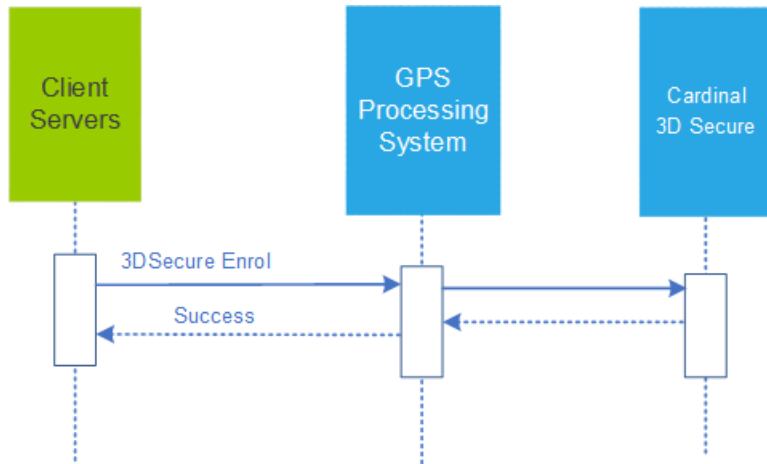 Client
Servers
GPS
Processing
System
Cardinal
3D Secure
3DSecure Enrol
Success